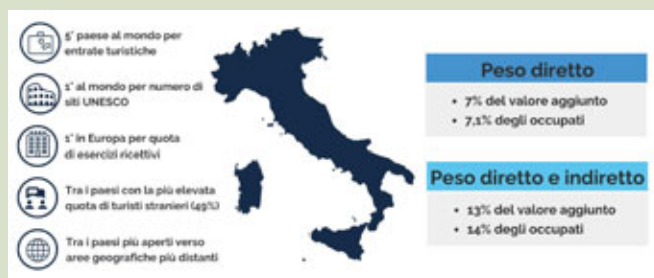 5° paese al mondo per
entrate turistiche
1° al mondo per numero di
siti UNESCO
1° in Europa per quota
di esercizi ricettivi
Tra i paesi con la più elevata
quota di turisti stranieri (49%)
Tra i paesi più aperti verso
aree geografiche più distanti
Peso diretto
• 7% del valore aggiunto
• 7,1% degli occupati
Peso diretto e indiretto
• 13% del valore aggiunto
• 14% degli occupati